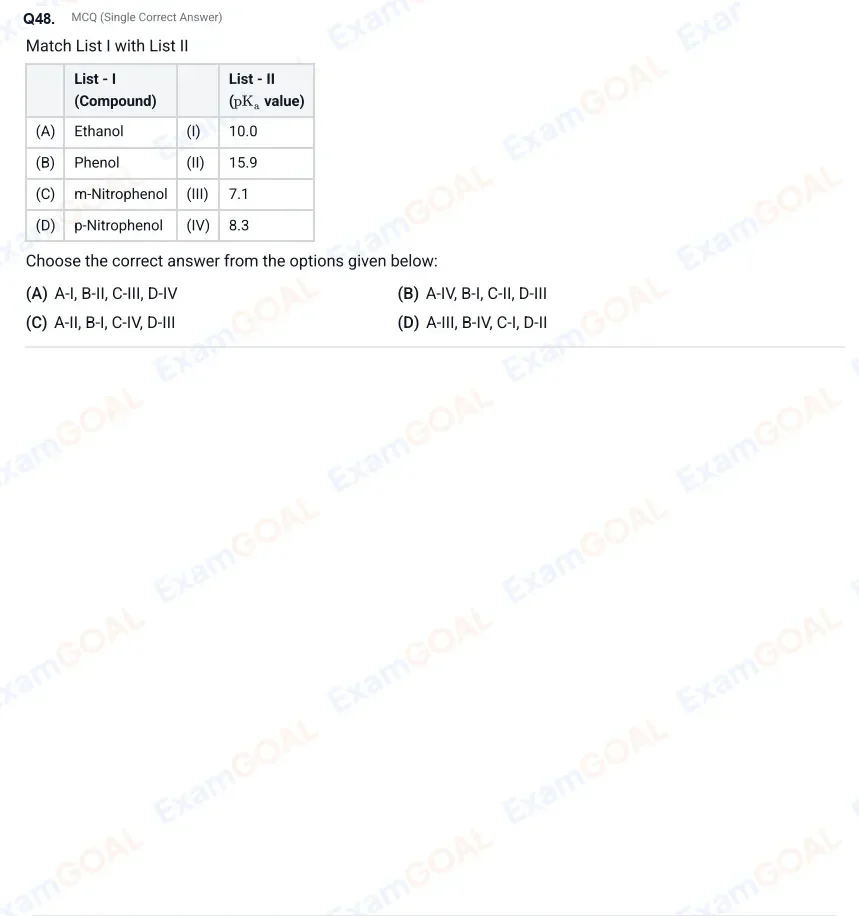 Q48. MCQ (Single Correct Answer)
Match List I with List II
List - I (Compound) List - II (pKₐ value)
(A) Ethanol (I) 10.0
(B) Phenol (II) 15.9
(C) m-Nitrophenol (III) 7.1
(D) p-Nitrophenol (IV) 8.3
Choose the correct answer from the options given below:
(A) A-I, B-II, C-III, D-IV (B) A-IV, B-I, C-II, D-III
(C) A-II, B-I, C-IV, D-III (D) A-III, B-IV, C-I, D-II
ExamGOAL